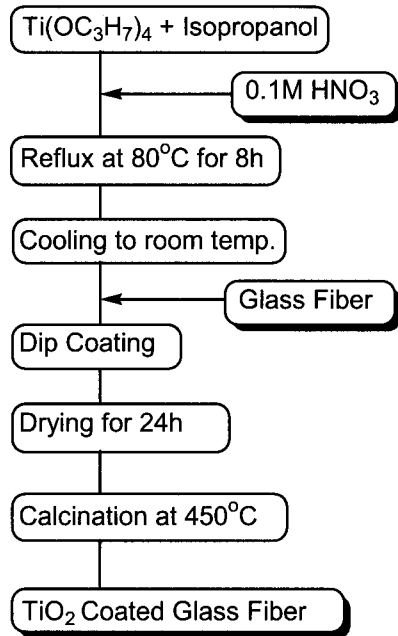 Ti(OC₃H₇)₄ + Isopropanol
0.1M HNO₃
Reflux at 80°C for 8h
Cooling to room temp.
Glass Fiber
Dip Coating
Drying for 24h
Calcination at 450°C
TiO₂ Coated Glass Fiber